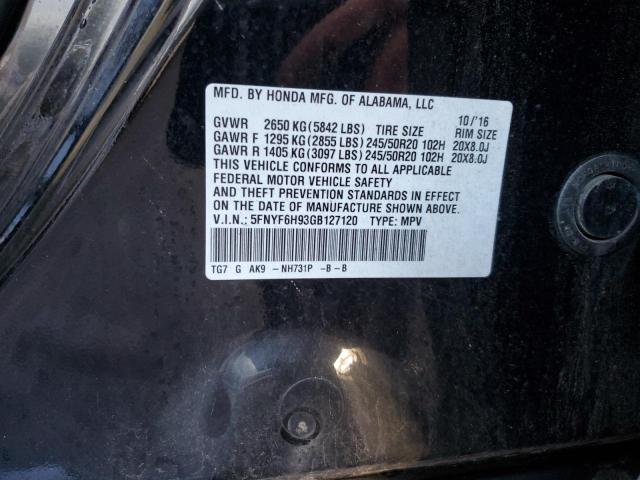 MFD. BY HONDA MFG. OF ALABAMA, LLC
10/'16
GVWR 2650 KG(5842 LBS) TIRE SIZE RIM SIZE
GAWR F 1295 KG(2855 LBS) 245/50R20 102H 20X8.0J
GAWR R 1405 KG(3097 LBS) 245/50R20 102H 20X8.0J
THIS VEHICLE CONFORMS TO ALL APPLICABLE
FEDERAL MOTOR VEHICLE SAFETY
AND THEFT PREVENTION STANDARDS IN EFFECT
ON THE DATE OF MANUFACTURE SHOWN ABOVE.
V.I.N.: 5FNYF6H93GB127120 TYPE: MPV
TG7 G AK9 -NH731P -B-B